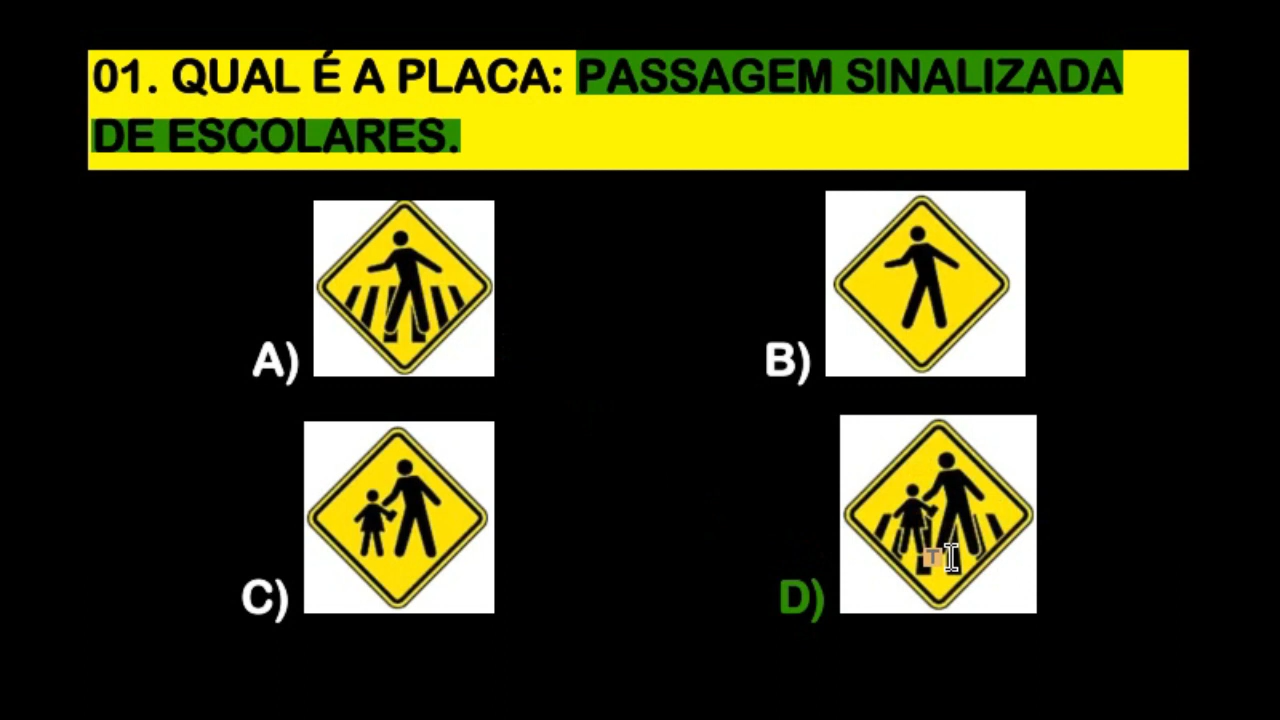 01. QUAL É A PLACA: PASSAGEM SINALIZADA
DE ESCOLARES.
A)
B)
C)
D)
T